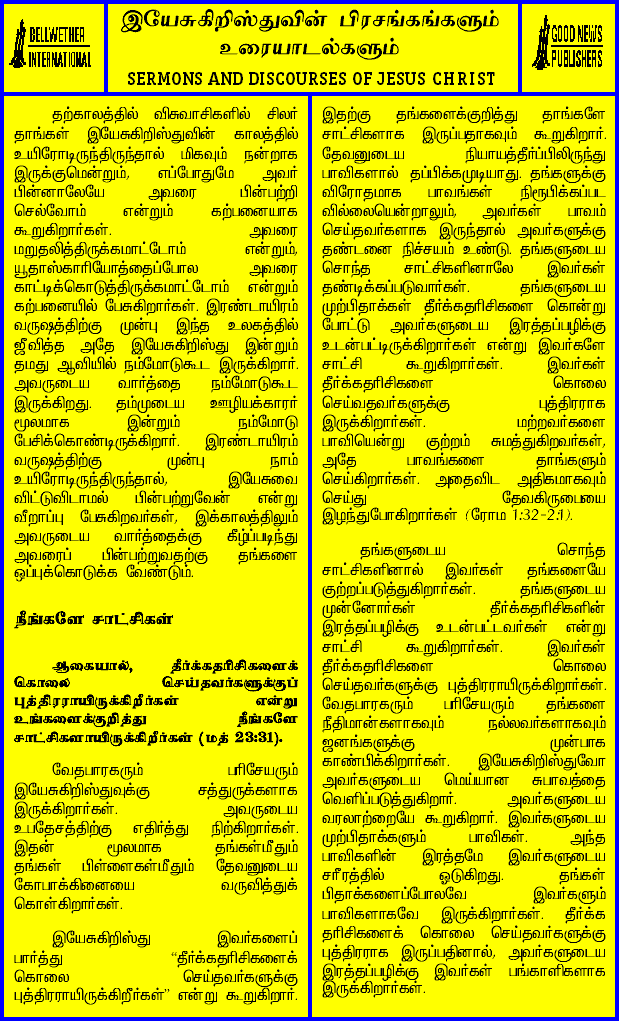 BELLWETHER
INTERNATIONAL
இயேசுகிறிஸ்துவின் பிரசங்கங்களும்
உரையாடல்களும்
SERMONS AND DISCOURSES OF JESUS CHRIST
GOOD NEWS
PUBLISHERS
தற்காலத்தில் விசுவாசிகளில் சிலர்
தாங்கள் இயேசுகிறிஸ்துவின் காலத்தில்
உயிரோடிருந்திருந்தால் மிகவும் நன்றாக
இருக்குமென்றும், எப்போதுமே அவர்
பின்னாலேயே அவரை பின்பற்றி
செல்வோம் என்றும் கற்பனையாக
கூறுகிறார்கள். அவரை
மறுதலித்திருக்கமாட்டோம் என்றும்,
யூதாஸ்காரியோத்தைப்போல அவரை
காட்டிக்கொடுத்திருக்கமாட்டோம் என்றும்
கற்பனையில் பேசுகிறார்கள். இரண்டாயிரம்
வருஷத்திற்கு முன்பு இந்த உலகத்தில்
ஜீவித்த அதே இயேசுகிறிஸ்து இன்றும்
தமது ஆவியில் நம்மோடுகூட இருக்கிறார்.
அவருடைய வார்த்தை நம்மோடுகூட
இருக்கிறது. தம்முடைய ஊழியக்காரர்
மூலமாக இன்றும் நம்மோடு
பேசிக்கொண்டிருக்கிறார். இரண்டாயிரம்
வருஷத்திற்கு முன்பு நாம்
உயிரோடிருந்திருந்தால், இயேசுவை
விட்டுவிடாமல் பின்பற்றுவேன் என்று
வீறாப்பு பேசுகிறவர்கள், இக்காலத்திலும்
அவருடைய வார்த்தைக்கு கீழ்ப்படிந்து
அவரைப் பின்பற்றுவதற்கு தங்களை
ஒப்புக்கொடுக்க வேண்டும்.
நீங்களே சாட்சிகள்
ஆகையால், தீர்க்கதரிசிகளைக்
கொலை செய்தவர்களுக்குப்
புத்திரராயிருக்கிறீர்கள் என்று
உங்களைக்குறித்து நீங்களே
சாட்சிகளாயிருக்கிறீர்கள் (மத் 23:31).
வேதபாரகரும் பரிசேயரும்
இயேசுகிறிஸ்துவுக்கு சத்துருக்களாக
இருக்கிறார்கள். அவருடைய
உபதேசத்திற்கு எதிர்த்து நிற்கிறார்கள்.
இதன் மூலமாக தங்கள்மீதும்
தங்கள் பிள்ளைகள்மீதும் தேவனுடைய
கோபாக்கினையை வருவித்துக்
கொள்கிறார்கள்.
இயேசுகிறிஸ்து இவர்களைப்
பார்த்து “தீர்க்கதரிசிகளைக்
கொலை செய்தவர்களுக்கு
புத்திரராயிருக்கிறீர்கள்” என்று கூறுகிறார்.
இதற்கு தங்களைக்குறித்து தாங்களே
சாட்சிகளாக இருப்பதாகவும் கூறுகிறார்.
தேவனுடைய நியாயத்தீர்ப்பிலிருந்து
பாவிகளால் தப்பிக்கமுடியாது. தங்களுக்கு
விரோதமாக பாவங்கள் நிரூபிக்கப்பட
வில்லையென்றாலும், அவர்கள் பாவம்
செய்தவர்களாக இருந்தால் அவர்களுக்கு
தண்டனை நிச்சயம் உண்டு. தங்களுடைய
சொந்த சாட்சிகளினாலே இவர்கள்
தண்டிக்கப்படுவார்கள். தங்களுடைய
முற்பிதாக்கள் தீர்க்கதரிசிகளை கொன்று
போட்டு அவர்களுடைய இரத்தப்பழிக்கு
உடன்பட்டிருக்கிறார்கள் என்று இவர்களே
சாட்சி கூறுகிறார்கள். இவர்கள்
தீர்க்கதரிசிகளை கொலை
செய்வதவர்களுக்கு புத்திரராக
இருக்கிறார்கள். மற்றவர்களை
பாவியென்று குற்றம் சுமத்துகிறவர்கள்,
அதே பாவங்களை தாங்களும்
செய்கிறார்கள். அதைவிட அதிகமாகவும்
செய்து தேவகிருபையை
இழந்துபோகிறார்கள் (ரோம 1:32-2:1).
தங்களுடைய சொந்த
சாட்சிகளினால் இவர்கள் தங்களையே
குற்றப்படுத்துகிறார்கள். தங்களுடைய
முன்னோர்கள் தீர்க்கதரிசிகளின்
இரத்தப்பழிக்கு உடன்பட்டவர்கள் என்று
சாட்சி கூறுகிறார்கள். இவர்கள்
தீர்க்கதரிசிகளை கொலை
செய்தவர்களுக்கு புத்திரராயிருக்கிறார்கள்.
வேதபாரகரும் பரிசேயரும் தங்களை
நீதிமான்களாகவும் நல்லவர்களாகவும்
ஜனங்களுக்கு முன்பாக
காண்பிக்கிறார்கள். இயேசுகிறிஸ்துவோ
அவர்களுடைய மெய்யான சுபாவத்தை
வெளிப்படுத்துகிறார். அவர்களுடைய
வரலாற்றையே கூறுகிறார். இவர்களுடைய
முற்பிதாக்களும் பாவிகள். அந்த
பாவிகளின் இரத்தமே இவர்களுடைய
சரீரத்தில் ஓடுகிறது. தங்கள்
பிதாக்களைப்போலவே இவர்களும்
பாவிகளாகவே இருக்கிறார்கள். தீர்க்க
தரிசிகளைக் கொலை செய்தவர்களுக்கு
புத்திரராக இருப்பதினால், அவர்களுடைய
இரத்தப்பழிக்கு இவர்கள் பங்காளிகளாக
இருக்கிறார்கள்.